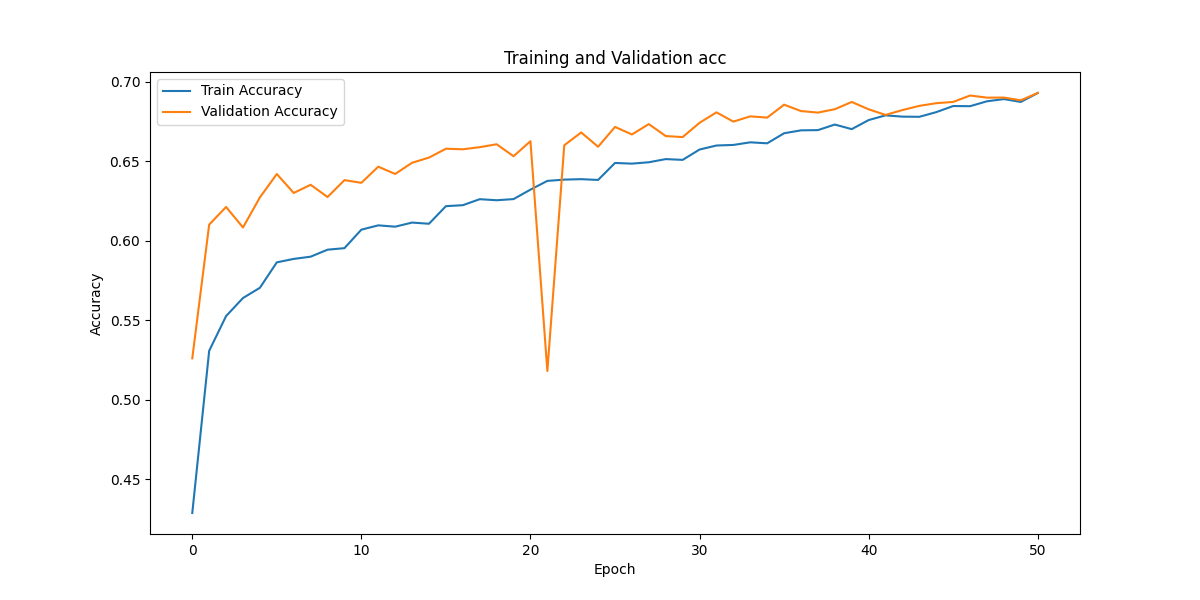 Training and Validation acc
Train Accuracy
Validation Accuracy
0.70
0.65
0.60
0.55
0.50
0.45
Accuracy
0 10 20 30 40 50
Epoch